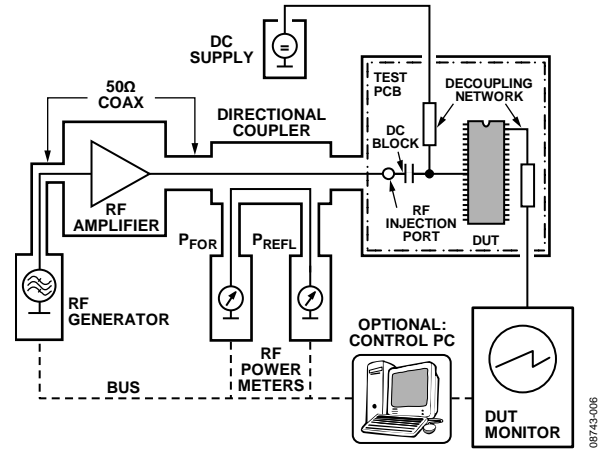 DC
SUPPLY
50Ω
COAX
DIRECTIONAL
COUPLER
TEST
PCB
DECOUPLING
NETWORK
DC
BLOCK
RF
AMPLIFIER
RF
INJECTION
PORT
DUT
PFOR
PREFL
RF
GENERATOR
RF
POWER
METERS
BUS
OPTIONAL:
CONTROL PC
DUT
MONITOR
08743-006